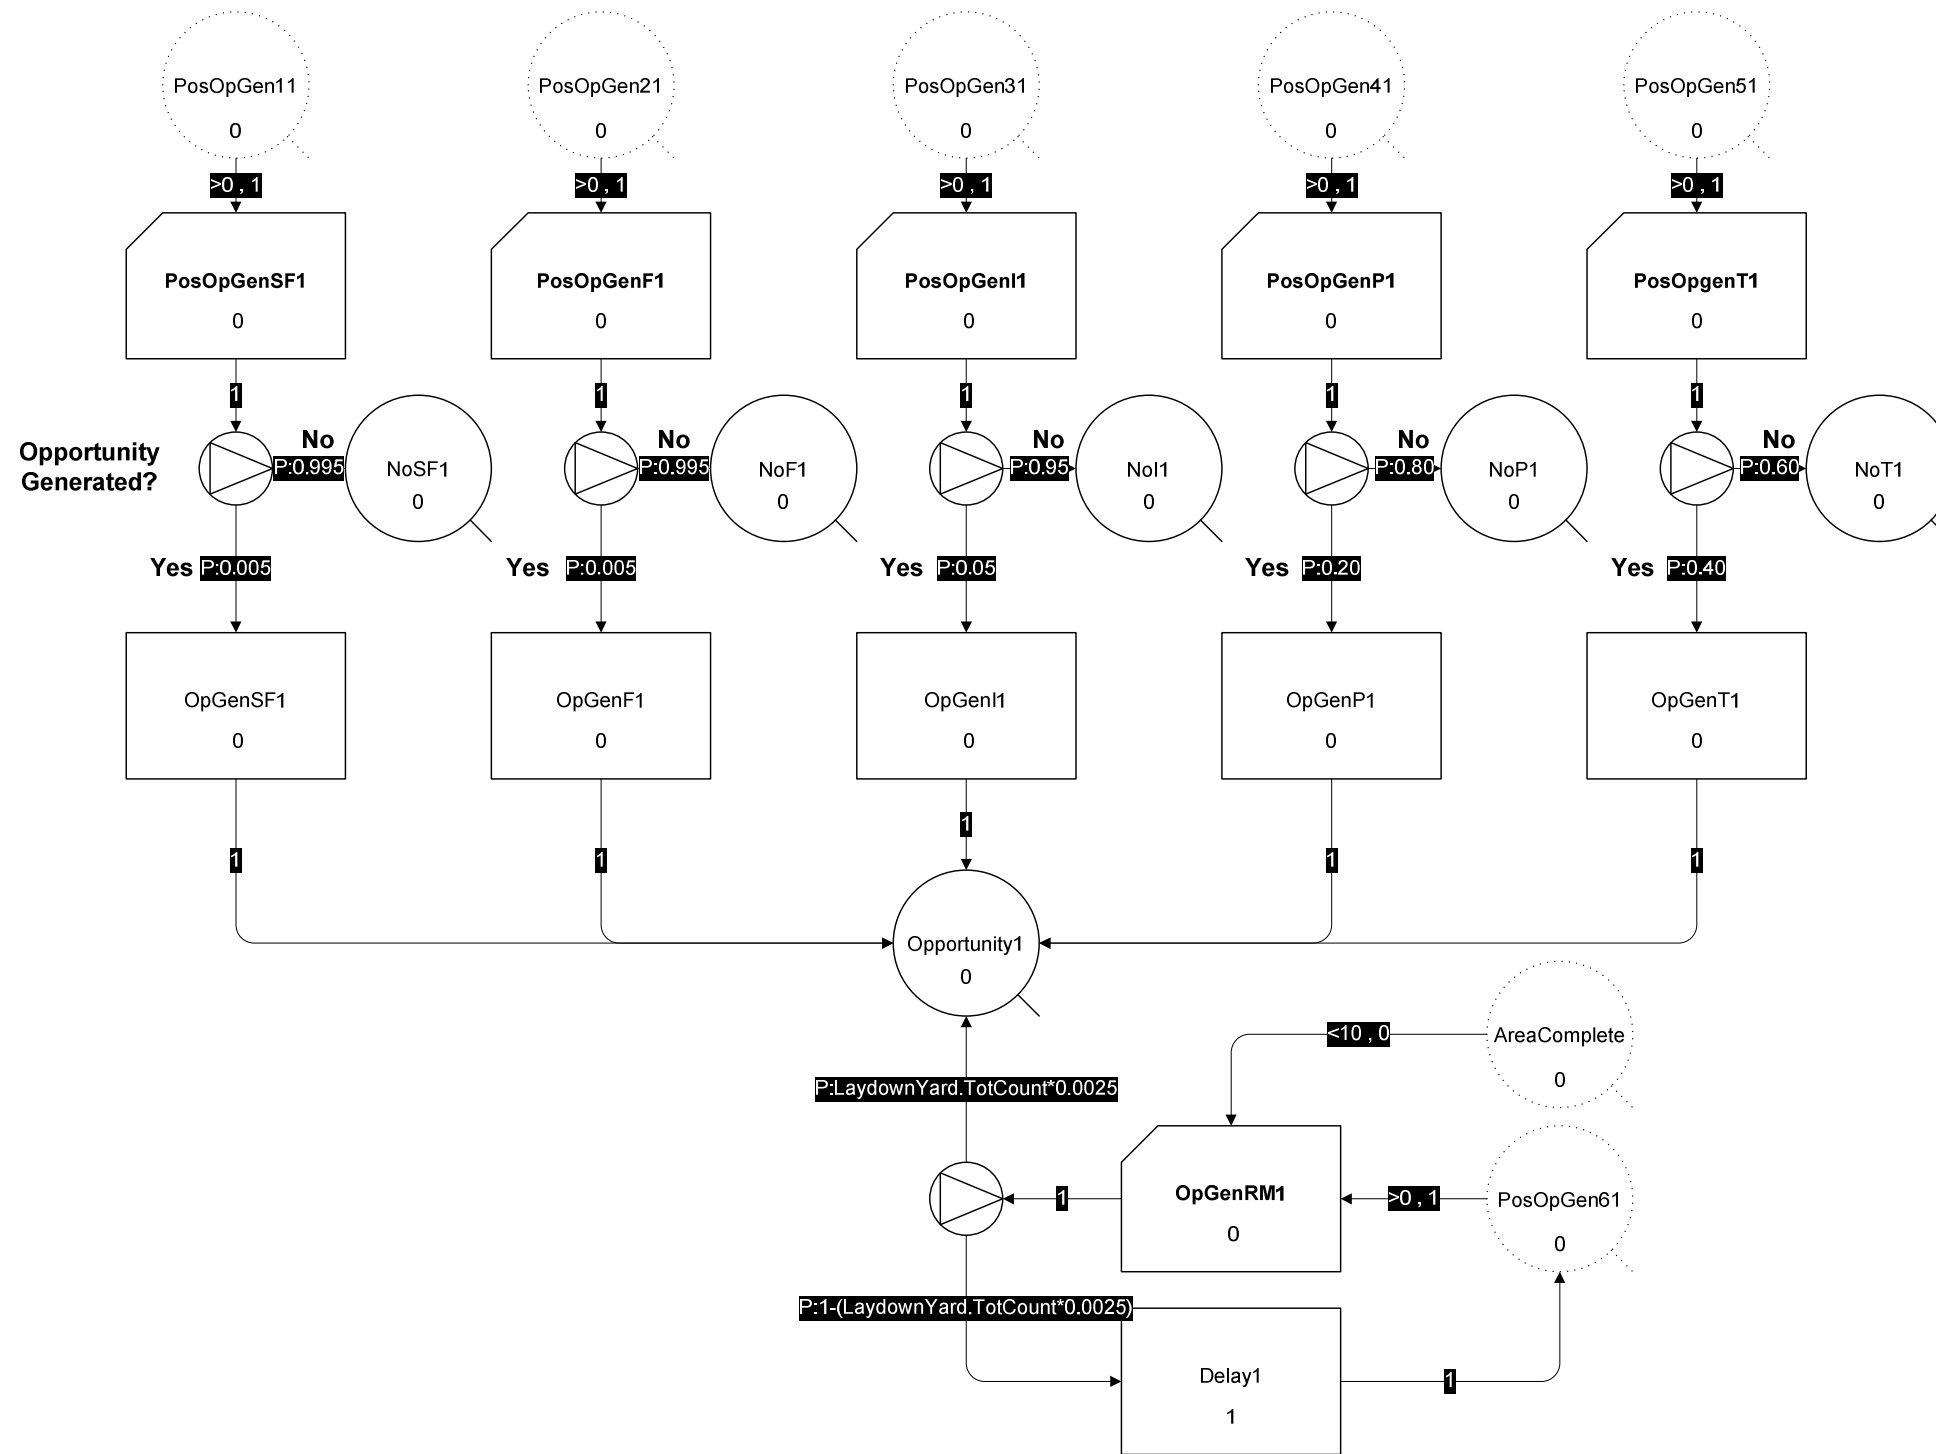 PosOpGen11
0
PosOpGen21
0
PosOpGen31
0
PosOpGen41
0
PosOpGen51
0
>0 , 1
>0 , 1
>0 , 1
>0 , 1
>0 , 1
PosOpGenSF1
0
PosOpGenF1
0
PosOpGenI1
0
PosOpGenP1
0
PosOpgenT1
0
1
1
1
1
1
Opportunity
Generated?
No
P:0.995
NoSF1
0
No
P:0.995
NoF1
0
No
P:0.95
NoI1
0
No
P:0.80
NoP1
0
No
P:0.60
NoT1
0
Yes P:0.005
Yes P:0.005
Yes P:0.05
Yes P:0.20
Yes P:0.40
OpGenSF1
0
OpGenF1
0
OpGenI1
0
OpGenP1
0
OpGenT1
0
1
1
1
1
1
Opportunity1
0
<10 , 0
AreaComplete
0
P:LaydownYard.TotCount*0.0025
1
OpGenRM1
0
>0 , 1
PosOpGen61
0
P:1-(LaydownYard.TotCount*0.0025)
Delay1
1
1